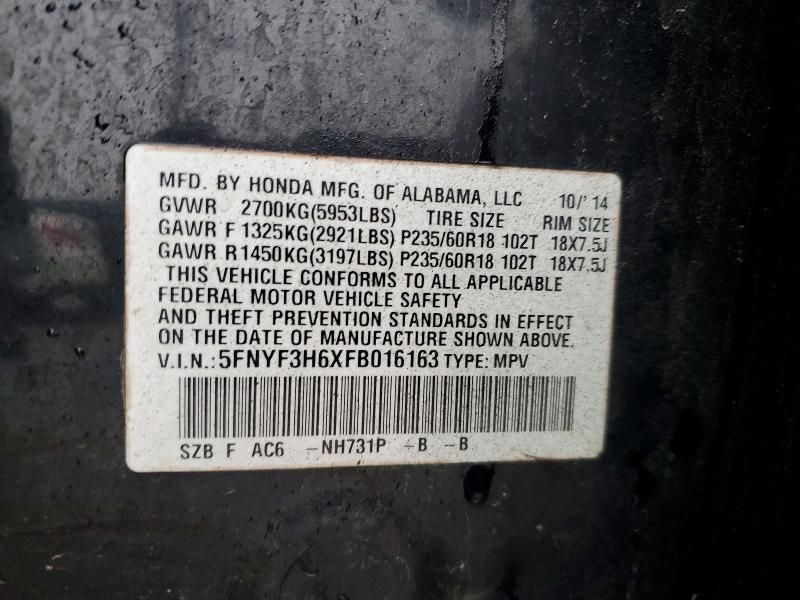 MFD. BY HONDA MFG. OF ALABAMA, LLC 10/'14
GVWR 2700KG(5953LBS) TIRE SIZE RIM SIZE
GAWR F 1325KG(2921LBS) P235/60R18 102T 18X7.5J
GAWR R1450KG(3197LBS) P235/60R18 102T 18X7.5J
THIS VEHICLE CONFORMS TO ALL APPLICABLE
FEDERAL MOTOR VEHICLE SAFETY
AND THEFT PREVENTION STANDARDS IN EFFECT
ON THE DATE OF MANUFACTURE SHOWN ABOVE.
V.I.N.: 5FNYF3H6XFB016163 TYPE: MPV
SZB F AC6 -NH731P -B -B